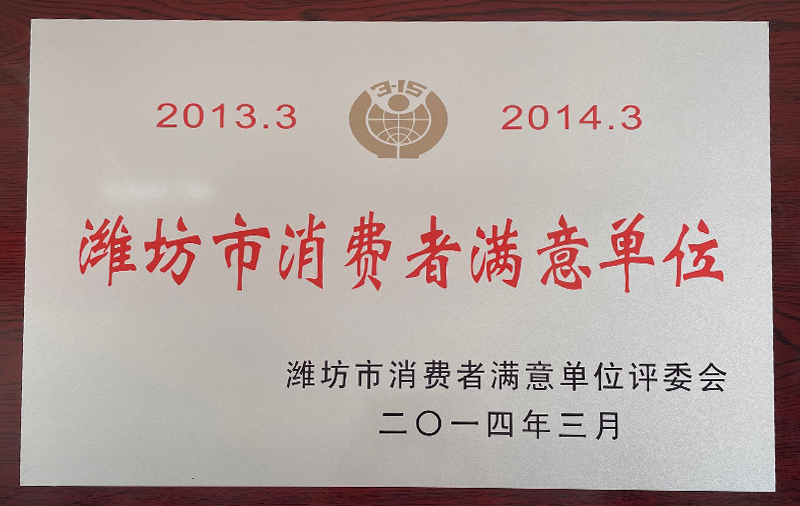 2013.3 3·15 2014.3
潍坊市消费者满意单位
潍坊市消费者满意单位评委会
二〇一四年三月